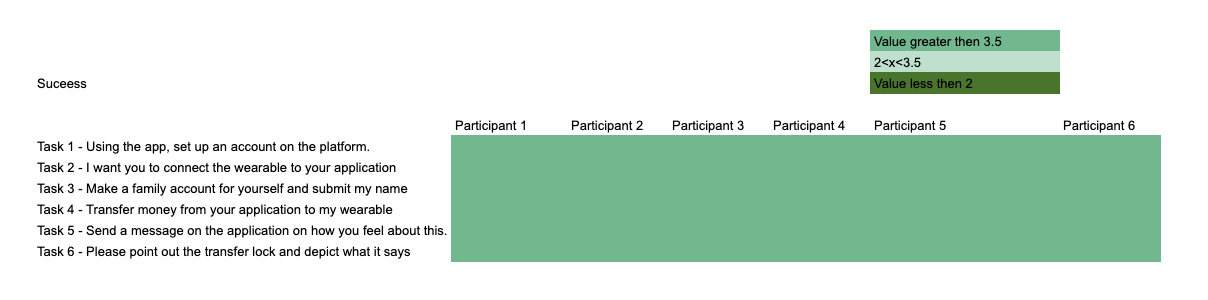 Value greater then 3.5
2<x<3.5
Suceess
Value less then 2
Participant 1 Participant 2 Participant 3 Participant 4 Participant 5 Participant 6
Task 1 - Using the app, set up an account on the platform.
Task 2 - I want you to connect the wearable to your application
Task 3 - Make a family account for yourself and submit my name
Task 4 - Transfer money from your application to my wearable
Task 5 - Send a message on the application on how you feel about this.
Task 6 - Please point out the transfer lock and depict what it says